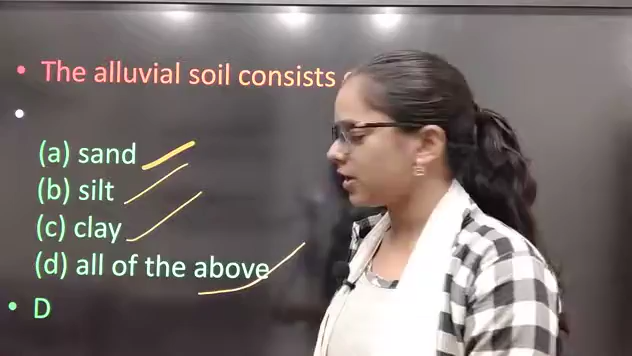 • The alluvial soil consists
•
(a) sand
(b) silt
(c) clay
(d) all of the above
• D